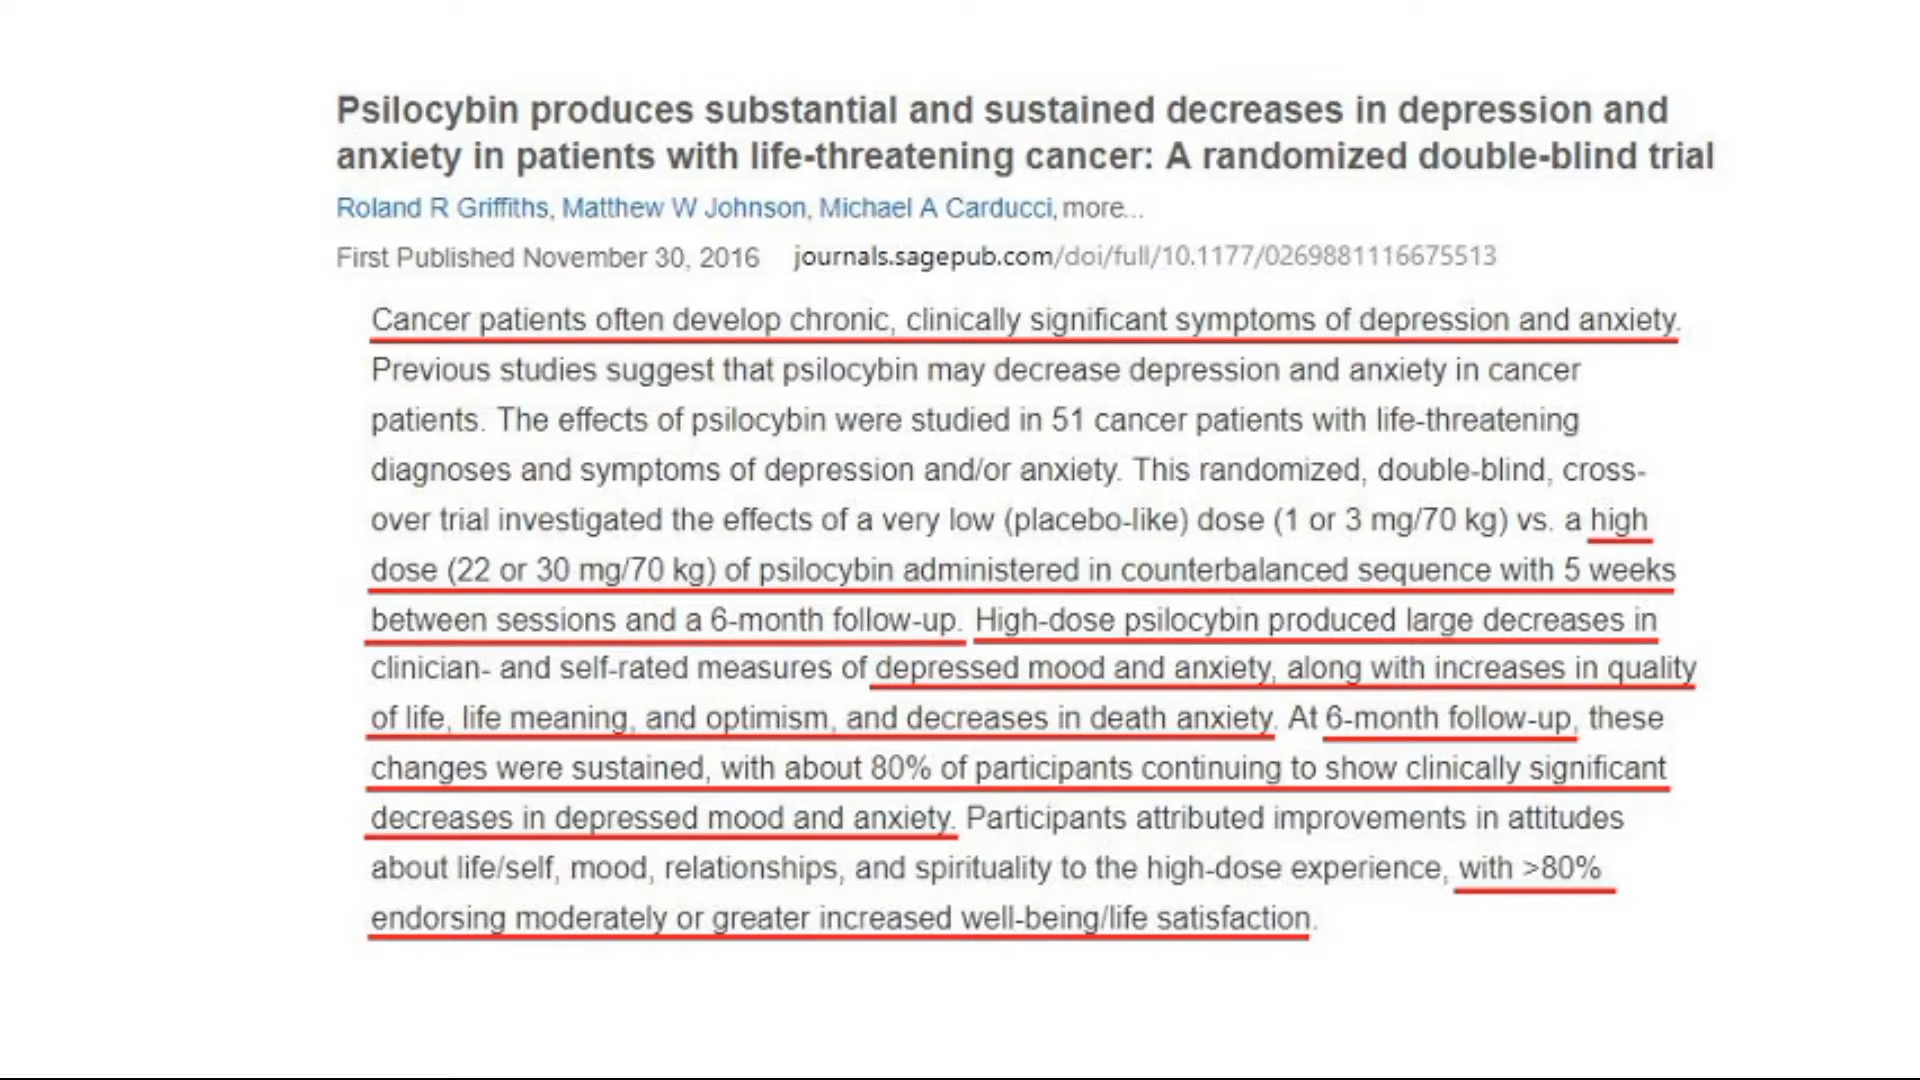 Psilocybin produces substantial and sustained decreases in depression and
anxiety in patients with life-threatening cancer: A randomized double-blind trial
Roland R Griffiths, Matthew W Johnson, Michael A Carducci, more...
First Published November 30, 2016 journals.sagepub.com/doi/full/10.1177/0269881116675513
Cancer patients often develop chronic, clinically significant symptoms of depression and anxiety.
Previous studies suggest that psilocybin may decrease depression and anxiety in cancer
patients. The effects of psilocybin were studied in 51 cancer patients with life-threatening
diagnoses and symptoms of depression and/or anxiety. This randomized, double-blind, cross-
over trial investigated the effects of a very low (placebo-like) dose (1 or 3 mg/70 kg) vs. a high
dose (22 or 30 mg/70 kg) of psilocybin administered in counterbalanced sequence with 5 weeks
between sessions and a 6-month follow-up. High-dose psilocybin produced large decreases in
clinician- and self-rated measures of depressed mood and anxiety, along with increases in quality
of life, life meaning, and optimism, and decreases in death anxiety. At 6-month follow-up, these
changes were sustained, with about 80% of participants continuing to show clinically significant
decreases in depressed mood and anxiety. Participants attributed improvements in attitudes
about life/self, mood, relationships, and spirituality to the high-dose experience, with >80%
endorsing moderately or greater increased well-being/life satisfaction.